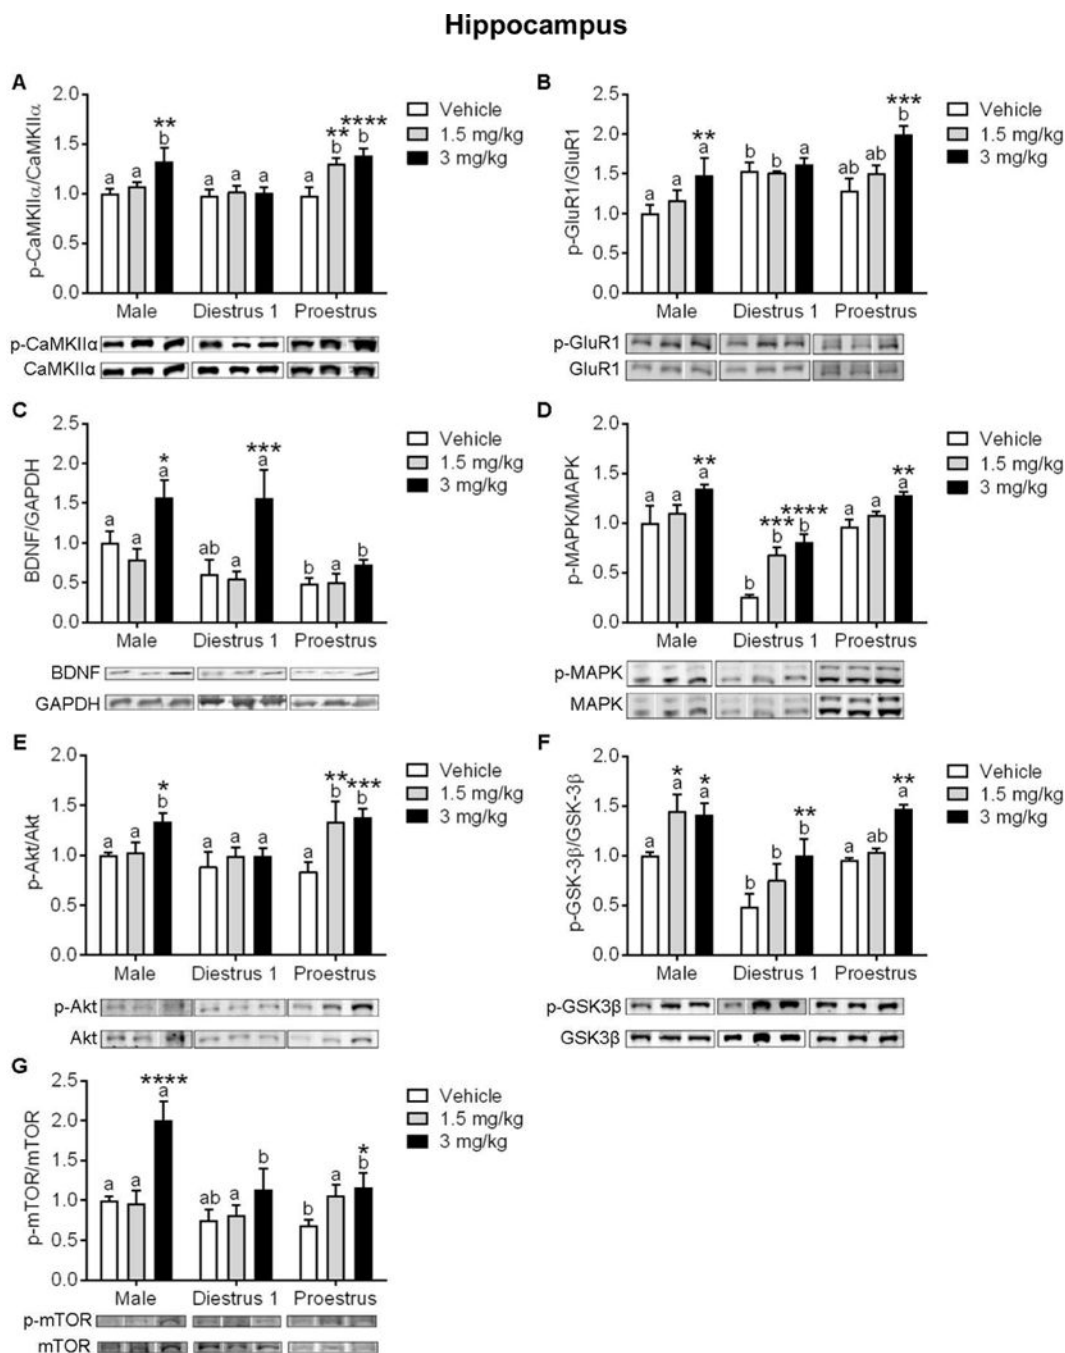 Hippocampus
A
2.0
1.5
1.0
0.5
0.0
p-CaMKIIα/CaMKIIα
a a ** b
a a a
a ** b **** b
Male Diestrus 1 Proestrus
Vehicle
1.5 mg/kg
3 mg/kg
p-CaMKIIα
CaMKIIα
B
2.5
2.0
1.5
1.0
0.5
0.0
p-GluR1/GluR1
a a ** a
b b a
ab ab *** b
Male Diestrus 1 Proestrus
Vehicle
1.5 mg/kg
3 mg/kg
p-GluR1
GluR1
C
2.5
2.0
1.5
1.0
0.5
0.0
BDNF/GAPDH
a a * a
ab a *** a
b a b
Male Diestrus 1 Proestrus
Vehicle
1.5 mg/kg
3 mg/kg
BDNF
GAPDH
D
2.0
1.5
1.0
0.5
0.0
p-MAPK/MAPK
a a ** a
b *** b **** b
a a ** a
Male Diestrus 1 Proestrus
Vehicle
1.5 mg/kg
3 mg/kg
p-MAPK
MAPK
E
2.0
1.5
1.0
0.5
0.0
p-Akt/Akt
a a * b
a a a
a ** b *** b
Male Diestrus 1 Proestrus
Vehicle
1.5 mg/kg
3 mg/kg
p-Akt
Akt
F
2.0
1.5
1.0
0.5
0.0
p-GSK-3β/GSK-3β
a * a * a
b b ** b
a ab ** a
Male Diestrus 1 Proestrus
Vehicle
1.5 mg/kg
3 mg/kg
p-GSK3β
GSK3β
G
2.5
2.0
1.5
1.0
0.5
0.0
p-mTOR/mTOR
a a **** a
ab a b
b a * b
Male Diestrus 1 Proestrus
Vehicle
1.5 mg/kg
3 mg/kg
p-mTOR
mTOR